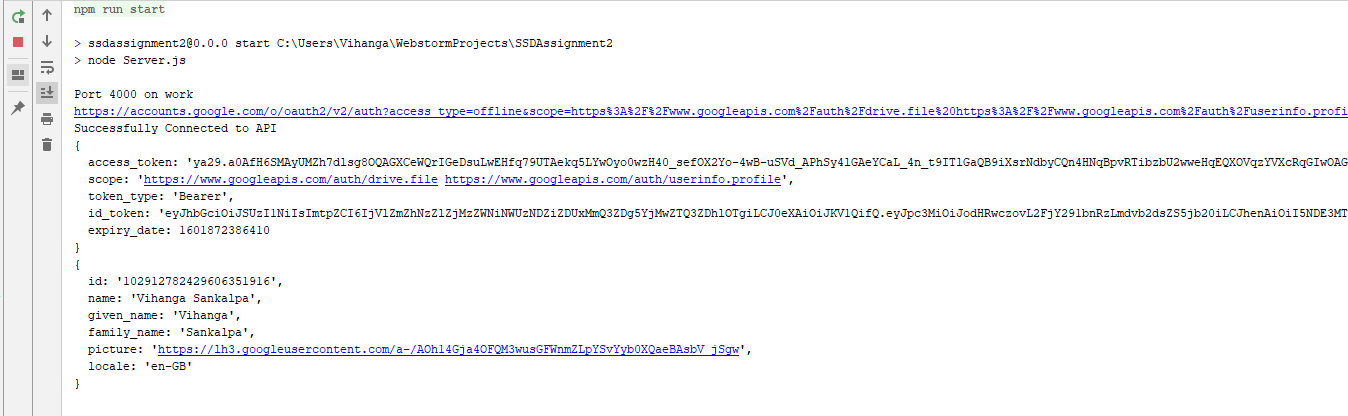 npm run start
> ssdassignment2@0.0.0 start C:\Users\Vihanga\WebstormProjects\SSDAssignment2
> node Server.js
Port 4000 on work
https://accounts.google.com/o/oauth2/v2/auth?access_type=offline&scope=https%3A%2F%2Fwww.googleapis.com%2Fauth%2Fdrive.file%20https%3A%2F%2Fwww.googleapis.com%2Fauth%2Fuserinfo.profi
Successfully Connected to API
{
access_token: 'ya29.a0AfH6SMAyUMZh7dlsg8OQAGXCeWQrIGeDsuLwEHfq79UTAekq5LYwOyo0wzH40_sefOX2Yo-4wB-uSVd_APhSy4lGAeYCaL_4n_t9ITlGaQB9iXsrNdbyCQn4HNqBpvRTibzbU2wweHqEQXOVqzYVXcRqGIwOAG
scope: 'https://www.googleapis.com/auth/drive.file https://www.googleapis.com/auth/userinfo.profile',
token_type: 'Bearer',
id_token: 'eyJhbGciOiJSUzI1NiIsImtpZCI6IjVlZmZhNzZlZjMzZWNiNWUzNDZiZDUxMmQ3ZDg5YjMwZTQ3ZDhlOTgiLCJ0eXAiOiJKV1QifQ.eyJpc3MiOiJodHRwczovL2FjY291bnRzLmdvb2dsZS5jb20iLCJhenAiOiI5NDE3MT
expiry_date: 1601872386410
}
{
id: '102912782429606351916',
name: 'Vihanga Sankalpa',
given_name: 'Vihanga',
family_name: 'Sankalpa',
picture: 'https://lh3.googleusercontent.com/a-/AOh14Gja4OFQM3wusGFWnmZLpYSvYyb0XQaeBAsbV_jSgw',
locale: 'en-GB'
}